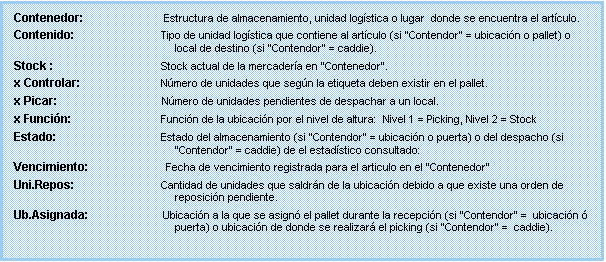 Contenedor: Estructura de almacenamiento, unidad logística o lugar donde se encuentra el artículo.
Contenido: Tipo de unidad logística que contiene al artículo (si "Contendor" = ubicación o pallet) o
local de destino (si "Contendor" = caddie).
Stock : Stock actual de la mercadería en "Contenedor".
x Controlar: Número de unidades que según la etiqueta deben existir en el pallet.
x Picar: Número de unidades pendientes de despachar a un local.
x Función: Función de la ubicación por el nivel de altura: Nivel 1 = Picking, Nivel 2 = Stock
Estado: Estado del almacenamiento (si "Contendor" = ubicación o puerta) o del despacho (si
"Contendor" = caddie) de el estadístico consultado:
Vencimiento: Fecha de vencimiento registrada para el articulo en el "Contenedor"
Uni.Repos: Cantidad de unidades que saldrán de la ubicación debido a que existe una orden de
reposición pendiente.
Ub.Asignada: Ubicación a la que se asignó el pallet durante la recepción (si "Contendor" = ubicación ó
puerta) o ubicación de donde se realizará el picking (si "Contendor" = caddie).